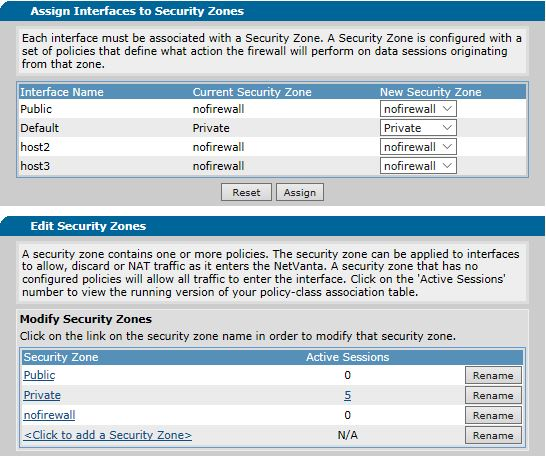 Assign Interfaces to Security Zones
Each interface must be associated with a Security Zone. A Security Zone is configured with a
set of policies that define what action the firewall will perform on data sessions originating
from that zone.
Interface Name Current Security Zone New Security Zone
Public nofirewall nofirewall
Default Private Private
host2 nofirewall nofirewall
host3 nofirewall nofirewall
Reset Assign
Edit Security Zones
A security zone contains one or more policies. The security zone can be applied to interfaces
to allow, discard or NAT traffic as it enters the NetVanta. A security zone that has no
configured policies will allow all traffic to enter the interface. Click on the 'Active Sessions'
number to view the running version of your policy-class association table.
Modify Security Zones
Click on the link on the security zone name in order to modify that security zone.
Security Zone Active Sessions
Public 0 Rename
Private 5 Rename
nofirewall 0 Rename
<Click to add a Security Zone> N/A Rename